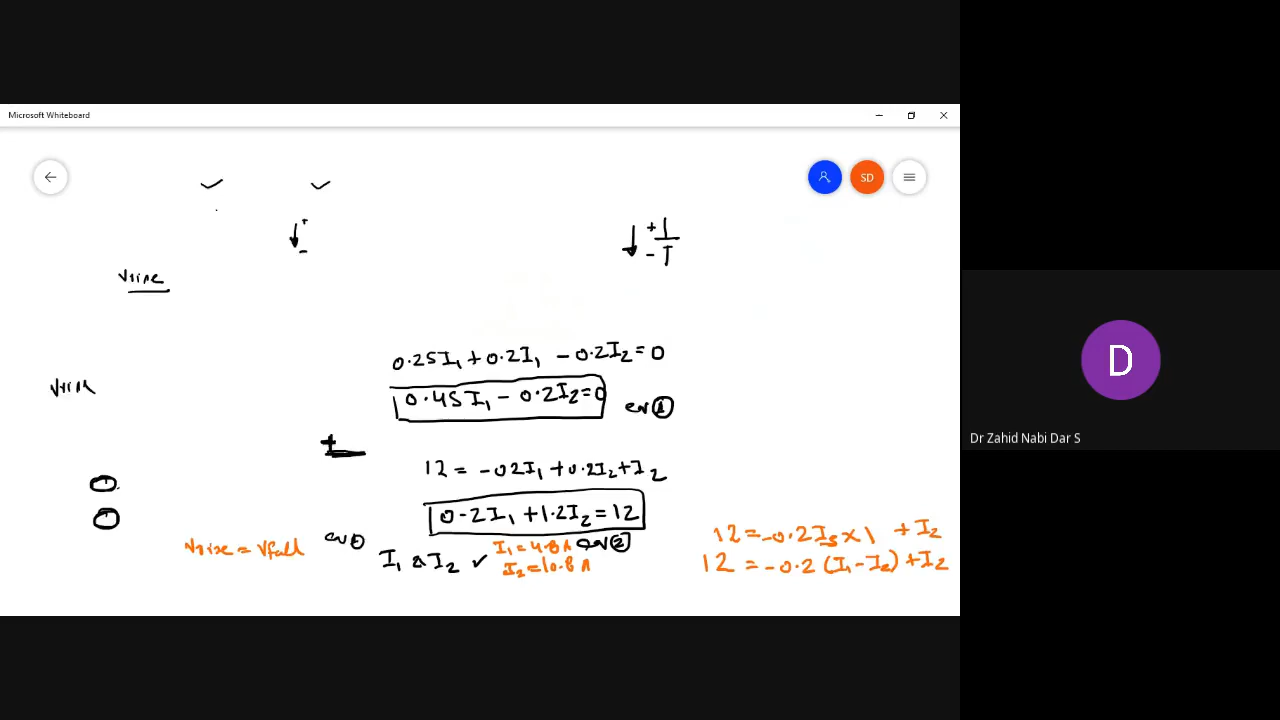 Microsoft Whiteboard
SD
+
-
+
-
Vrise
0.25I₁ + 0.2I₁ - 0.2I₂ = 0
Vrise
0.45I₁ - 0.2I₂ = 0
①
D
Dr Zahid Nabi Dar S
+
12 = -0.2I₁ + 0.2I₂ + I₂
0-2I₁ + 1.2I₂ = 12
12 = -0.2I₃ × 1 + I₂
Vrise = Vfall
I₁ & I₂ ✓
I₁ = 4.8 A
②
I₂ = 10.8 A
12 = -0.2 (I₁ - I₂) + I₂